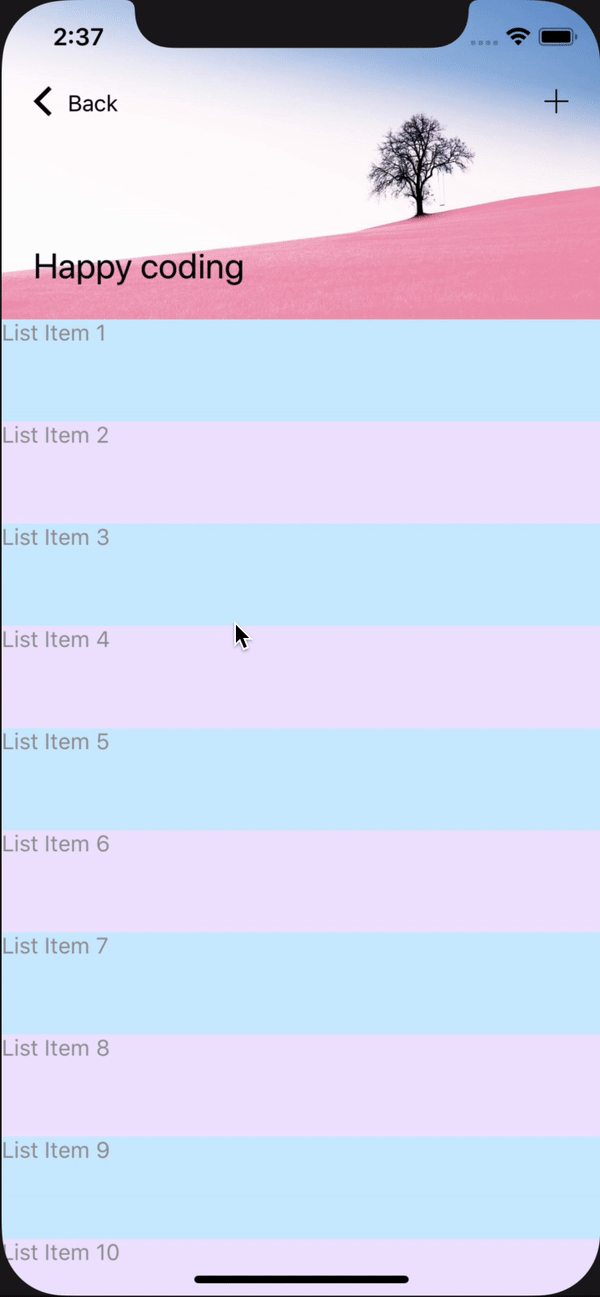 2:37
Back
Happy coding
List Item 1
List Item 2
List Item 3
List Item 4
List Item 5
List Item 6
List Item 7
List Item 8
List Item 9
List Item 10